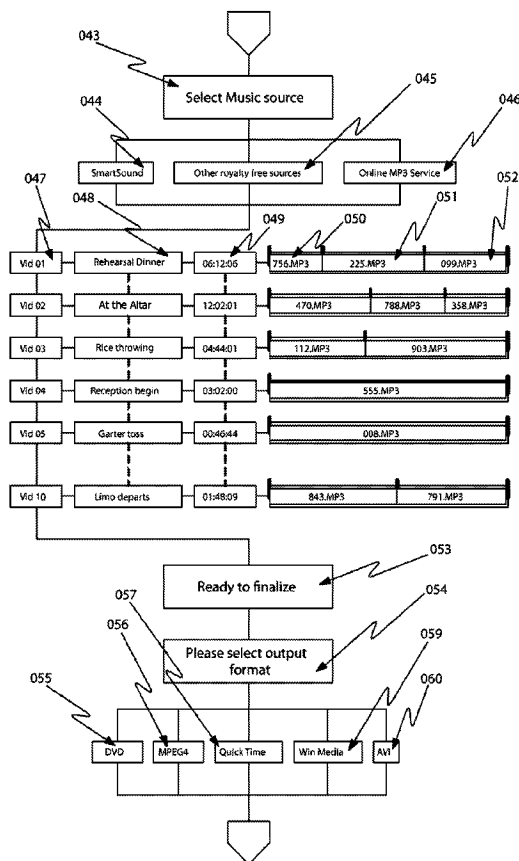 043
Select Music source
044
045
046
SmartSound
Other royalty free sources
Online MP3 Service
047
048
049
050
051
052
Vid 01
Rehearsal Dinner
06:12:06
756.MP3
225.MP3
099.MP3
Vid 02
At the Altar
12:02:01
470.MP3
788.MP3
358.MP3
Vid 03
Rice throwing
04:44:01
112.MP3
903.MP3
Vid 04
Reception begin
03:02:00
555.MP3
Vid 05
Garter toss
00:46:44
008.MP3
Vid 10
Limo departs
01:48:09
843.MP3
791.MP3
053
Ready to finalize
054
Please select output
format
057
056
055
059
060
DVD
MPEG4
Quick Time
Win Media
AVI